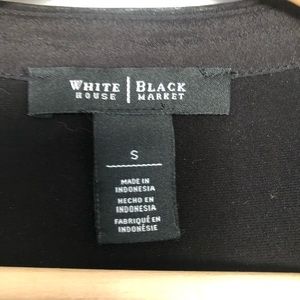 WHITE | BLACK
HOUSE | MARKET
S
MADE IN
INDONESIA
HECHO EN
INDONESIA
FABRIQUÉ EN
INDONÉSIE